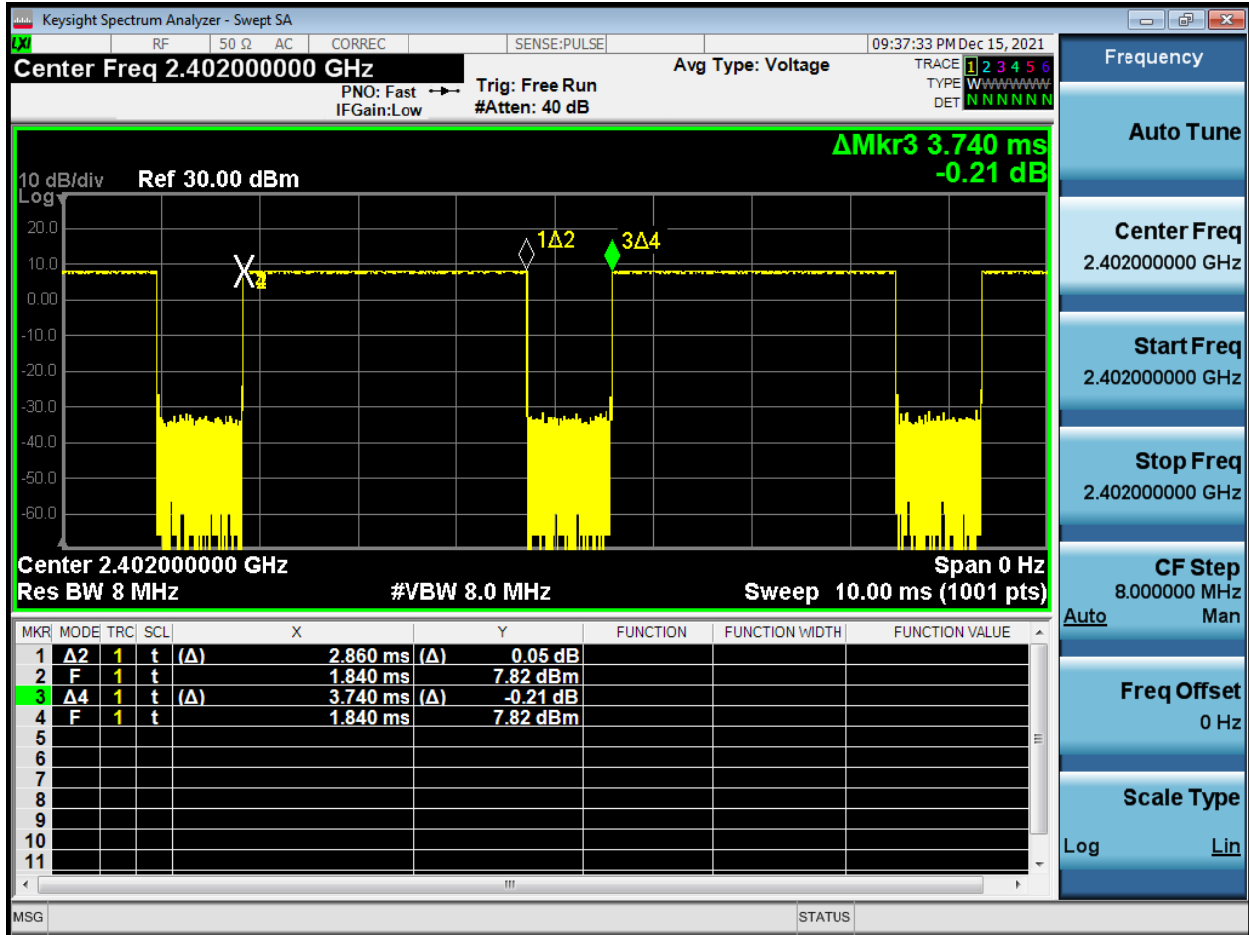 Keysight Spectrum Analyzer - Swept SA
LXI RF 50 Ω AC CORREC SENSE:PULSE 09:37:33 PM Dec 15, 2021
Center Freq 2.402000000 GHz
PNO: Fast
IFGain:Low
Trig: Free Run
#Atten: 40 dB
Avg Type: Voltage
TRACE 1 2 3 4 5 6
TYPE WWWWWW
DET N N N N N N
ΔMkr3 3.740 ms
-0.21 dB
10 dB/div Ref 30.00 dBm
Log
20.0
10.0
0.00
-10.0
-20.0
-30.0
-40.0
-50.0
-60.0
1Δ2
3Δ4
Center 2.402000000 GHz Span 0 Hz
Res BW 8 MHz #VBW 8.0 MHz Sweep 10.00 ms (1001 pts)
MKR MODE TRC SCL X Y FUNCTION FUNCTION WIDTH FUNCTION VALUE
1 Δ2 1 t (Δ) 2.860 ms (Δ) 0.05 dB
2 F 1 t 1.840 ms 7.82 dBm
3 Δ4 1 t (Δ) 3.740 ms (Δ) -0.21 dB
4 F 1 t 1.840 ms 7.82 dBm
5
6
7
8
9
10
11
MSG STATUS
Frequency
Auto Tune
Center Freq
2.402000000 GHz
Start Freq
2.402000000 GHz
Stop Freq
2.402000000 GHz
CF Step
8.000000 MHz
Auto Man
Freq Offset
0 Hz
Scale Type
Log Lin